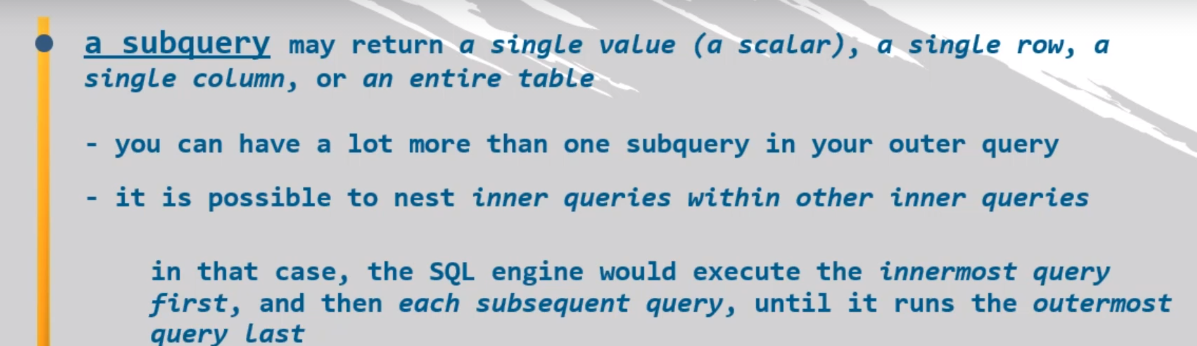 a subquery may return a single value (a scalar), a single row, a
single column, or an entire table
- you can have a lot more than one subquery in your outer query
- it is possible to nest inner queries within other inner queries
in that case, the SQL engine would execute the innermost query
first, and then each subsequent query, until it runs the outermost
query last